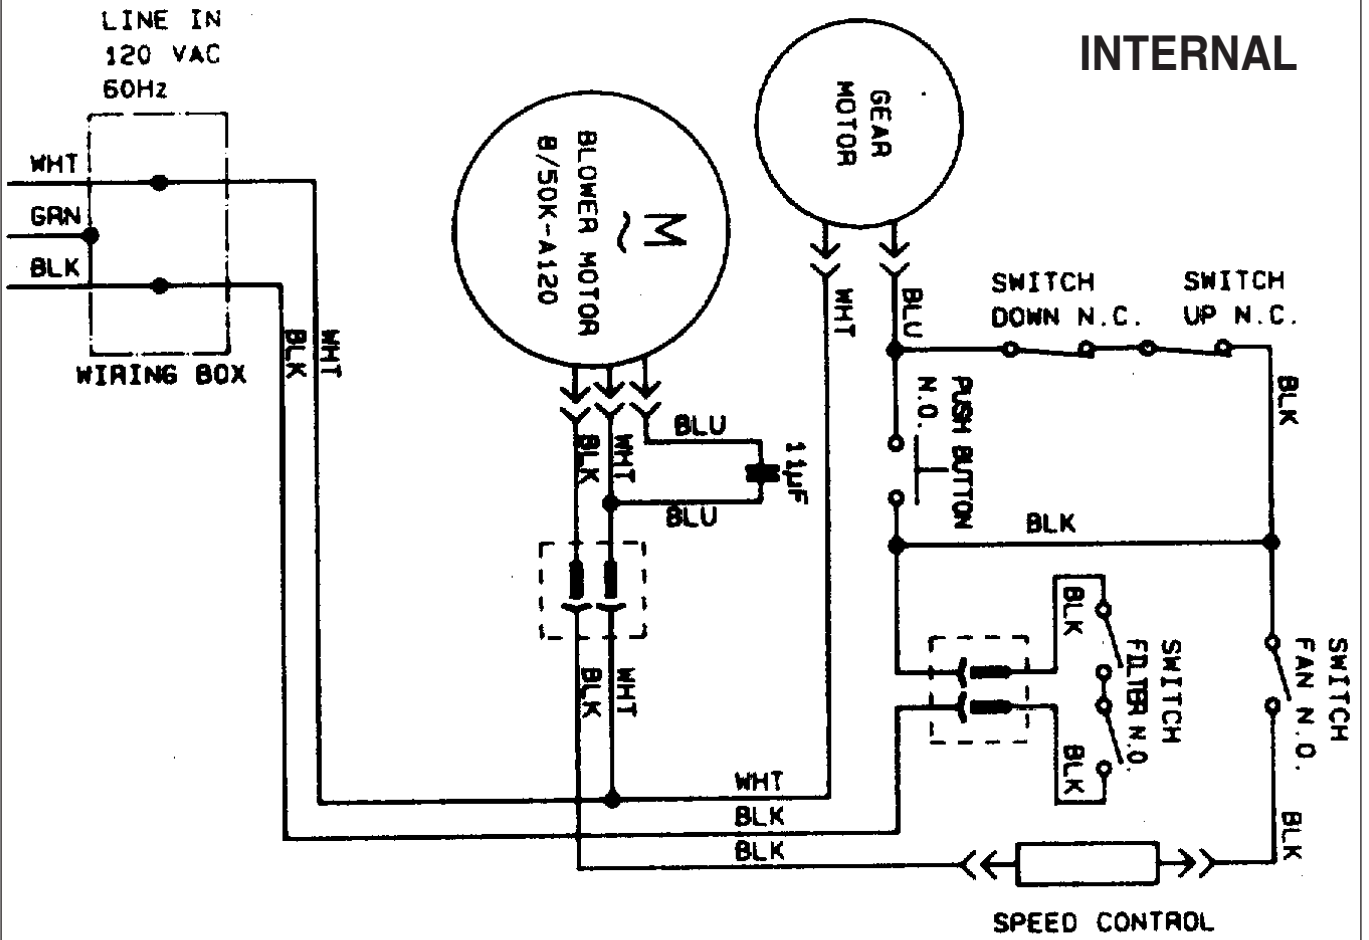 LINE IN
120 VAC
60Hz
INTERNAL
GEAR
MOTOR
BLOWER MOTOR
8/50K-A120
M
~
WHT
GRN
BLK
WIRING BOX
WHT
BLK
WHT
BLU
SWITCH
DOWN N.C.
SWITCH
UP N.C.
BLK
PUSH BUTTON
N.O.
BLU
WHT
BLK
11µF
BLU
BLK
BLK
SWITCH
FILTER N.O.
BLK
SWITCH
FAN N.O.
WHT
BLK
WHT
BLK
BLK
BLK
SPEED CONTROL